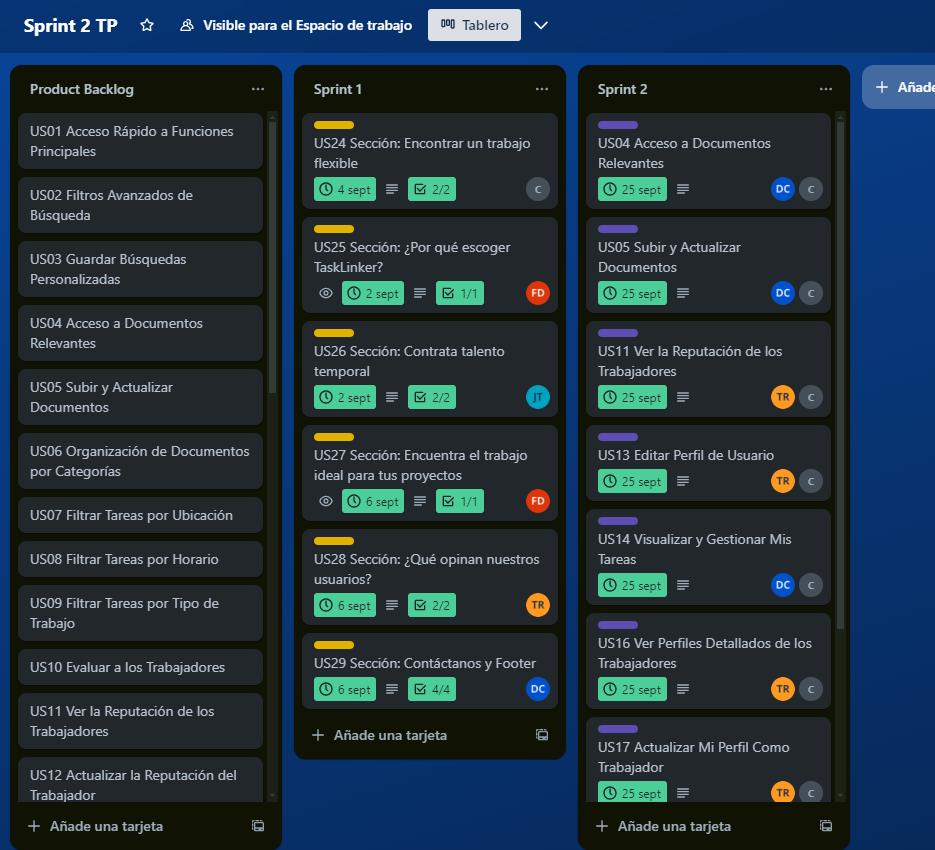 Sprint 2 TP
Visible para el Espacio de trabajo
Tablero
Product Backlog
US01 Acceso Rápido a Funciones
Principales
US02 Filtros Avanzados de
Búsqueda
US03 Guardar Búsquedas
Personalizadas
US04 Acceso a Documentos
Relevantes
US05 Subir y Actualizar
Documentos
US06 Organización de Documentos
por Categorías
US07 Filtrar Tareas por Ubicación
US08 Filtrar Tareas por Horario
US09 Filtrar Tareas por Tipo de
Trabajo
US10 Evaluar a los Trabajadores
US11 Ver la Reputación de los
Trabajadores
US12 Actualizar la Reputación del
Trabajador
Añade una tarjeta
Sprint 1
US24 Sección: Encontrar un trabajo
flexible
4 sept 2/2 C
US25 Sección: ¿Por qué escoger
TaskLinker?
2 sept 1/1 FD
US26 Sección: Contrata talento
temporal
2 sept 2/2 JT
US27 Sección: Encuentra el trabajo
ideal para tus proyectos
6 sept 1/1 FD
US28 Sección: ¿Qué opinan nuestros
usuarios?
6 sept 2/2 TR
US29 Sección: Contáctanos y Footer
6 sept 4/4 DC
Añade una tarjeta
Sprint 2
US04 Acceso a Documentos
Relevantes
25 sept DC C
US05 Subir y Actualizar
Documentos
25 sept DC C
US11 Ver la Reputación de los
Trabajadores
25 sept TR C
US13 Editar Perfil de Usuario
25 sept TR C
US14 Visualizar y Gestionar Mis
Tareas
25 sept DC C
US16 Ver Perfiles Detallados de los
Trabajadores
25 sept TR C
US17 Actualizar Mi Perfil Como
Trabajador
25 sept TR C
Añade una tarjeta
Añade